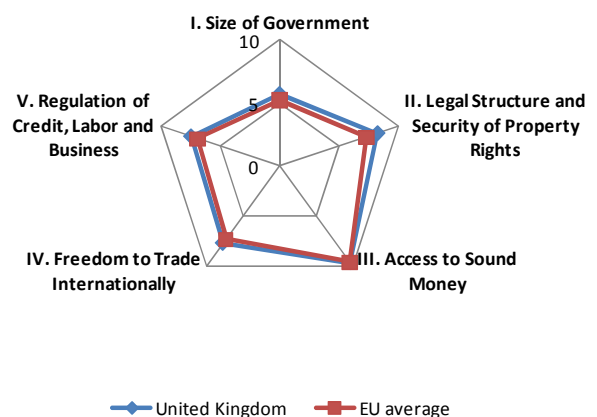 I. Size of Government
10
5
0
II. Legal Structure and
Security of Property
Rights
III. Access to Sound
Money
IV. Freedom to Trade
Internationally
V. Regulation of
Credit, Labor and
Business
United Kingdom
EU average